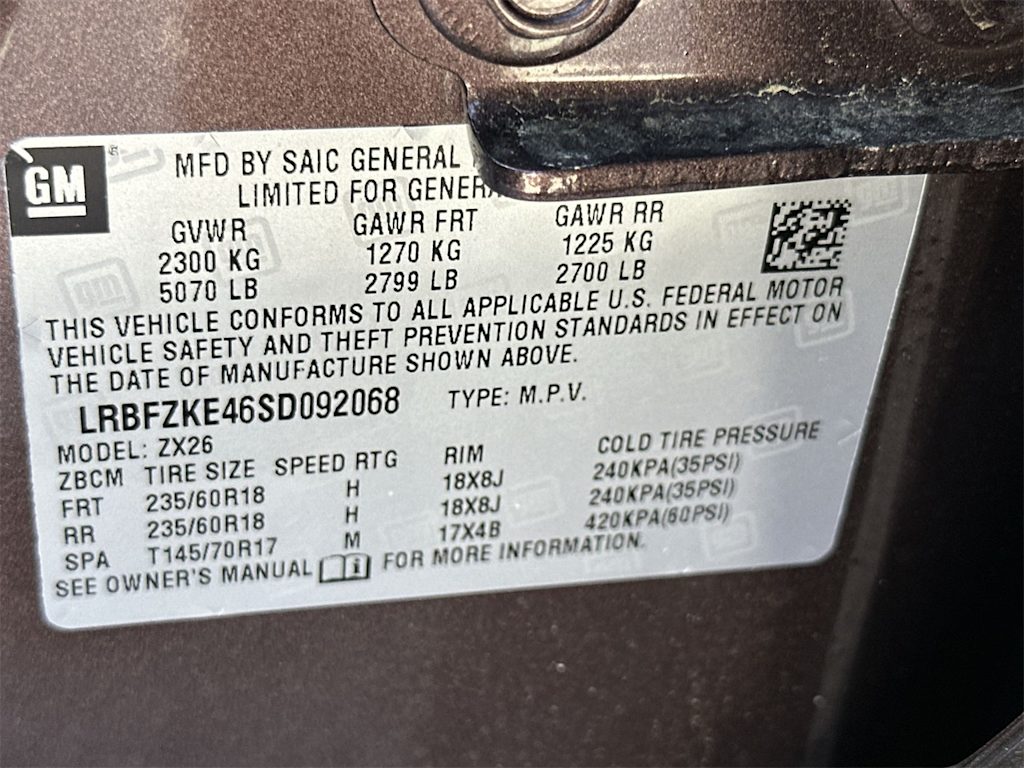 GM
MFD BY SAIC GENERAL
LIMITED FOR
GVWR GAWR FRT GAWR RR
2300 KG 1270 KG 1225 KG
5070 LB 2799 LB 2700 LB
THIS VEHICLE CONFORMS TO ALL APPLICABLE U.S. FEDERAL MOTOR
VEHICLE SAFETY AND THEFT PREVENTION STANDARDS IN EFFECT ON
THE DATE OF MANUFACTURE SHOWN ABOVE.
LRBFZKE46SD092068 TYPE: M.P.V.
MODEL: ZX26
ZBCM TIRE SIZE SPEED RTG RIM COLD TIRE PRESSURE
FRT 235/60R18 H 18X8J 240KPA(35PSI)
RR 235/60R18 H 18X8J 240KPA(35PSI)
SPA T145/70R17 M 17X4B 420KPA(60PSI)
SEE OWNER'S MANUAL FOR MORE INFORMATION.